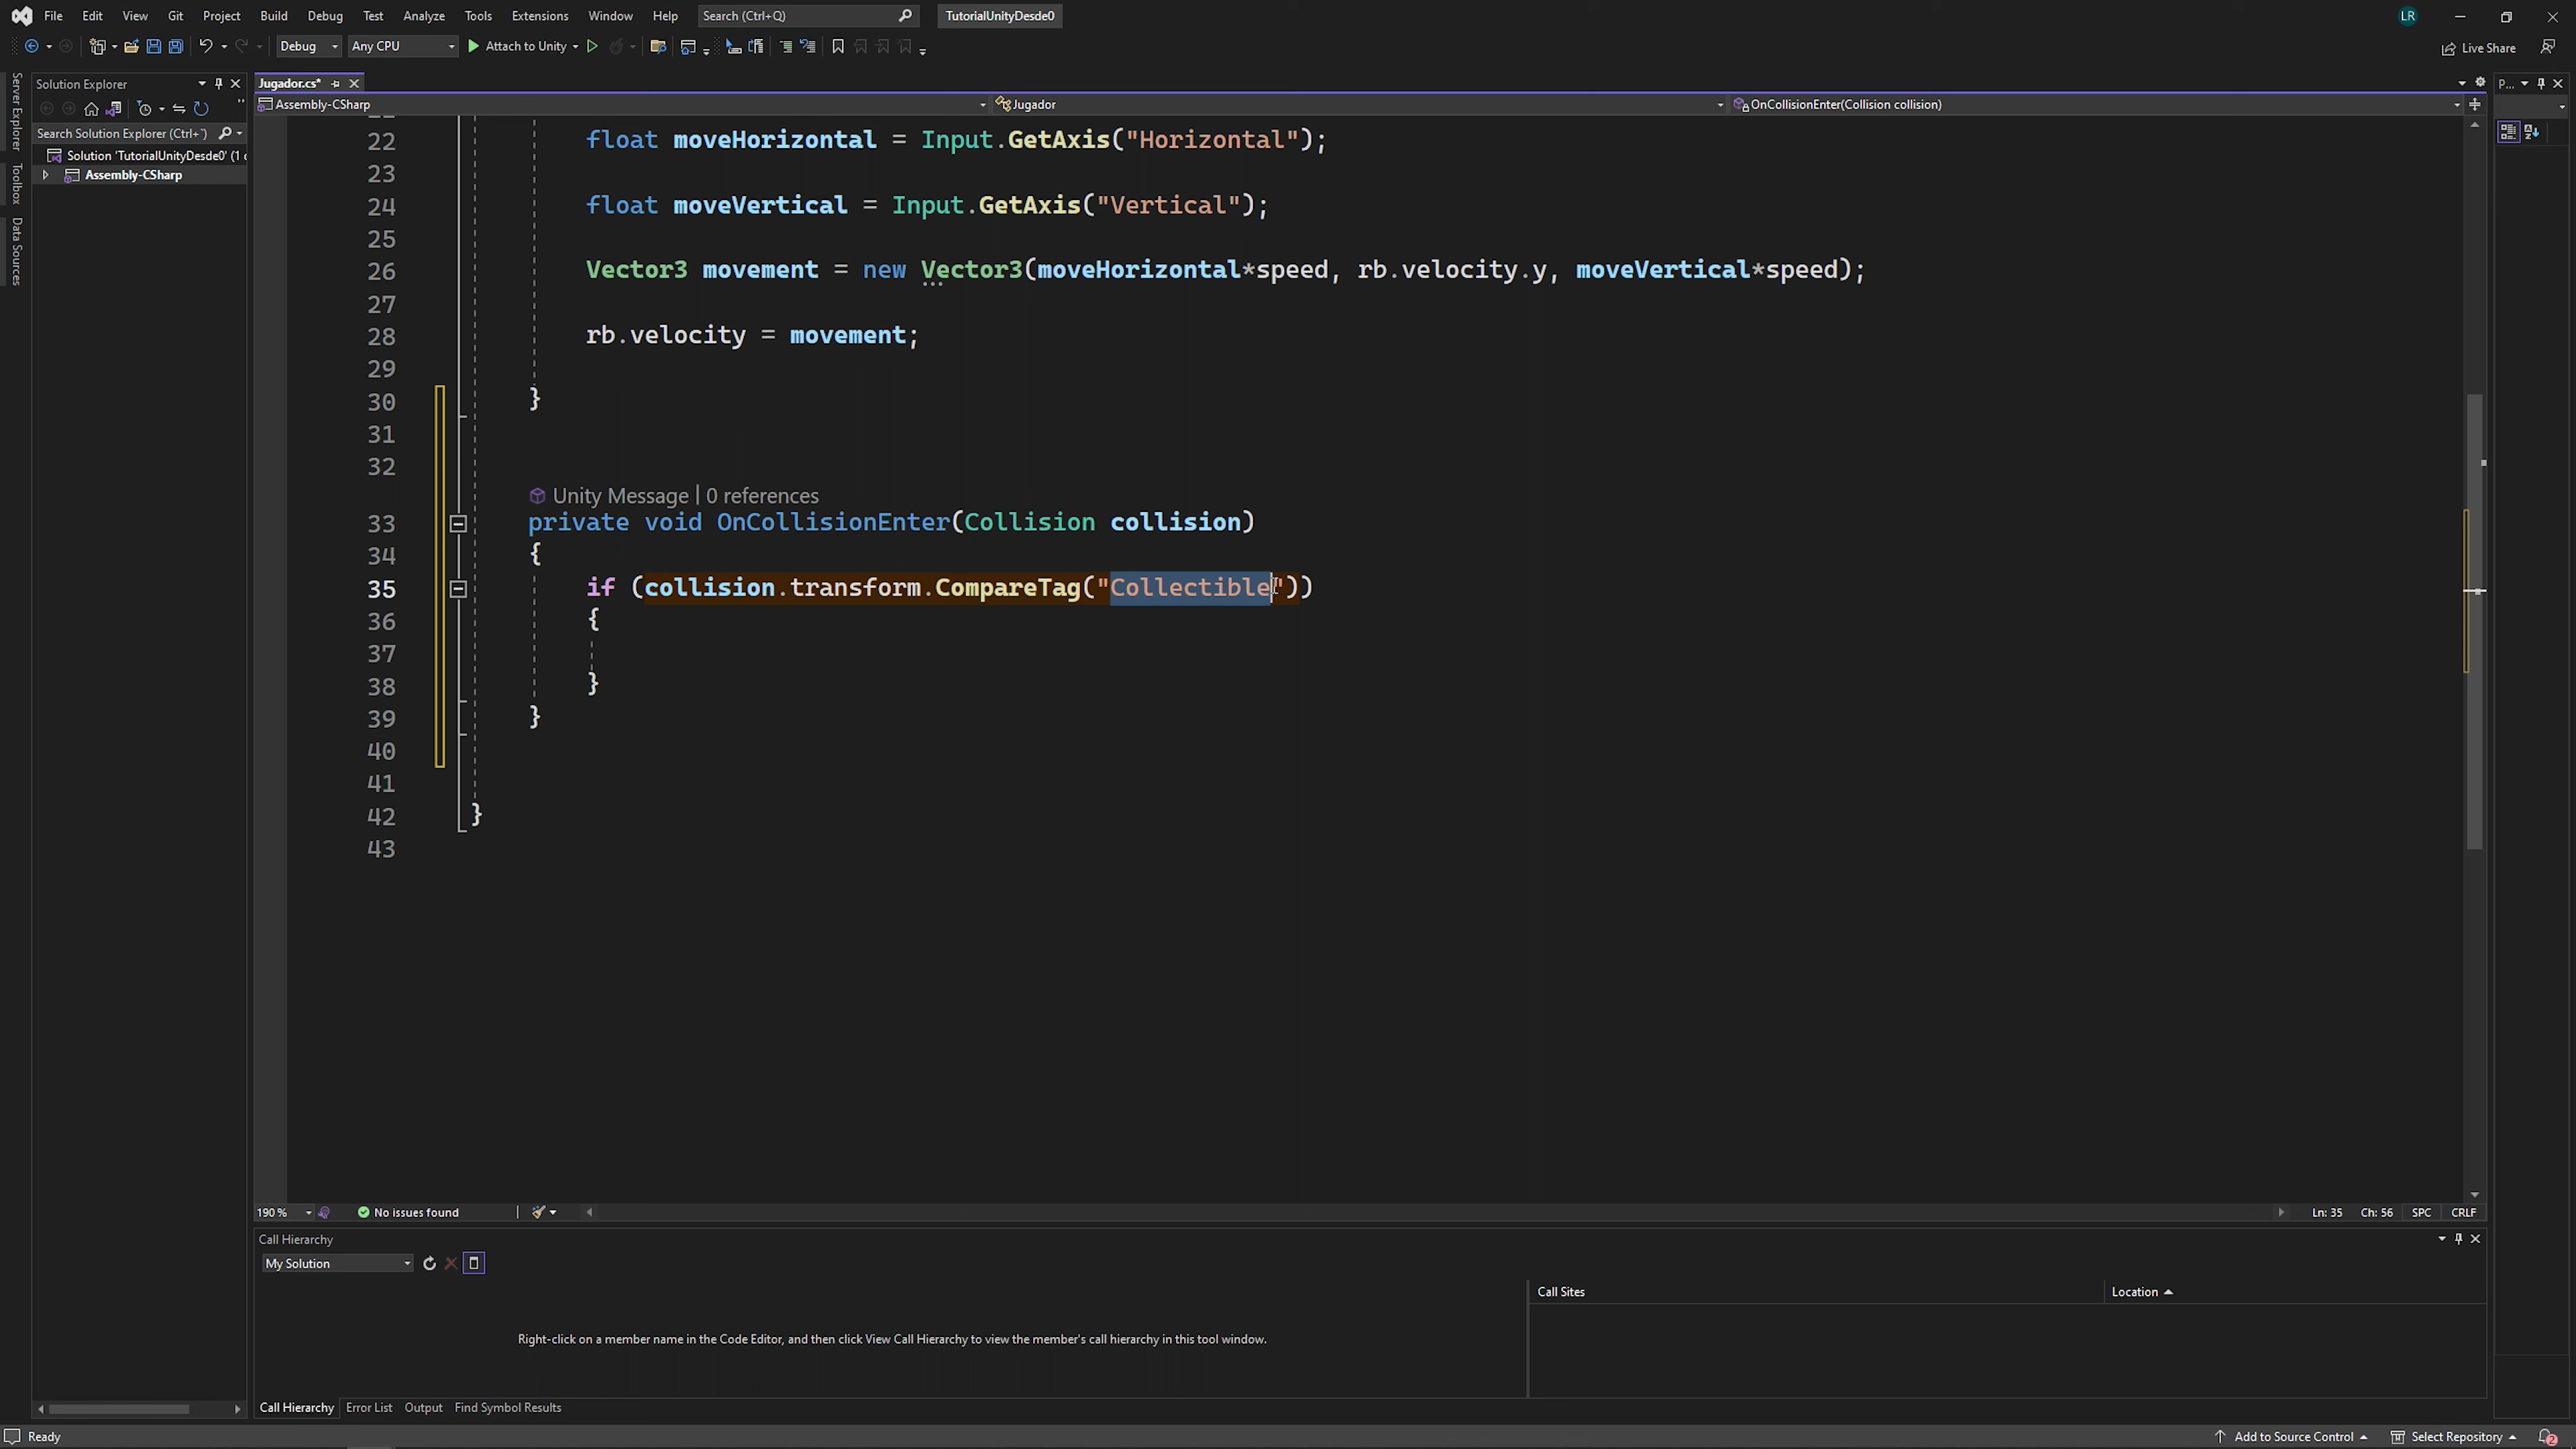 File Edit View Git Project Build Debug Test Analyze Tools Extensions Window Help Search (Ctrl+Q) TutorialUnityDesde0 LR
Debug Any CPU Attach to Unity Live Share
Server Explorer
Toolbox
Data Sources
Solution Explorer
Search Solution Explorer (Ctrl+')
Solution 'TutorialUnityDesde0' (1
Assembly-CSharp
Jugador.cs*
Assembly-CSharp Jugador OnCollisionEnter(Collision collision)
P...
22 float moveHorizontal = Input.GetAxis("Horizontal");
23
24 float moveVertical = Input.GetAxis("Vertical");
25
26 Vector3 movement = new Vector3(moveHorizontal*speed, rb.velocity.y, moveVertical*speed);
27
28 rb.velocity = movement;
29
30 }
31
32
Unity Message | 0 references
33 private void OnCollisionEnter(Collision collision)
34 {
35 if (collision.transform.CompareTag("Collectible"))
36 {
37
38 }
39 }
40
41
42 }
43
190 % No issues found Ln: 35 Ch: 56 SPC CRLF
Call Hierarchy
My Solution
Call Sites Location
Right-click on a member name in the Code Editor, and then click View Call Hierarchy to view the member's call hierarchy in this tool window.
Call Hierarchy Error List Output Find Symbol Results
Ready Add to Source Control Select Repository 2